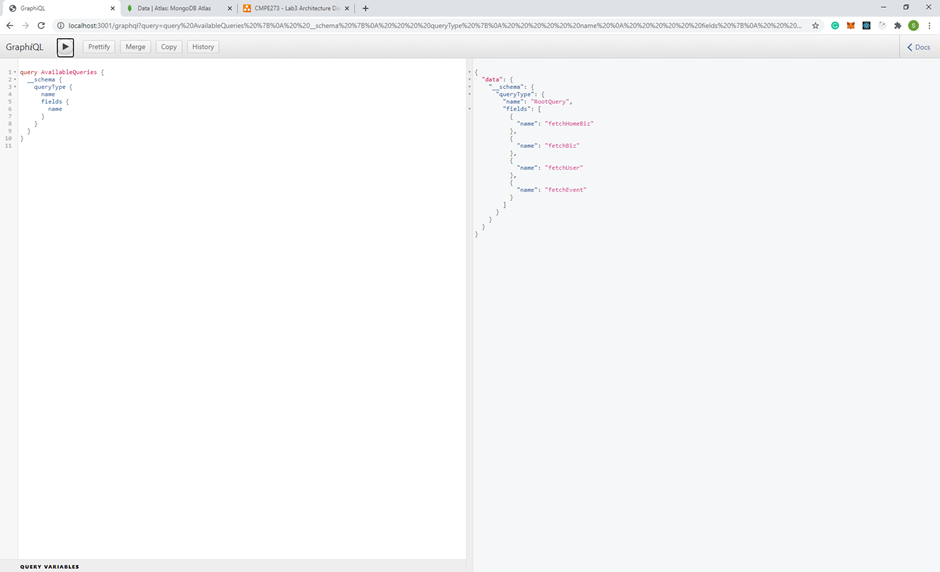 GraphiQL
Data | Atlas: MongoDB Atlas
CMPE273 - Lab3 Architecture Di
localhost:3001/graphql?query=query%20AvailableQueries%20%7B%0A%20%20__schema%20%7B%0A%20%20%20%20queryType%20%7B%0A%20%20%20%20%20%20name%20%0A%20%20%20%20%20%20fields%20%7B%0A%20%20%20...
S
GraphiQL
Prettify
Merge
Copy
History
Docs
1 query AvailableQueries {
2 __schema {
3 queryType {
4 name
5 fields {
6 name
7 }
8 }
9 }
10 }
11
{
"data": {
"__schema": {
"queryType": {
"name": "RootQuery",
"fields": [
{
"name": "fetchHomeBiz"
},
{
"name": "fetchBiz"
},
{
"name": "fetchUser"
},
{
"name": "fetchEvent"
}
]
}
}
}
}
QUERY VARIABLES